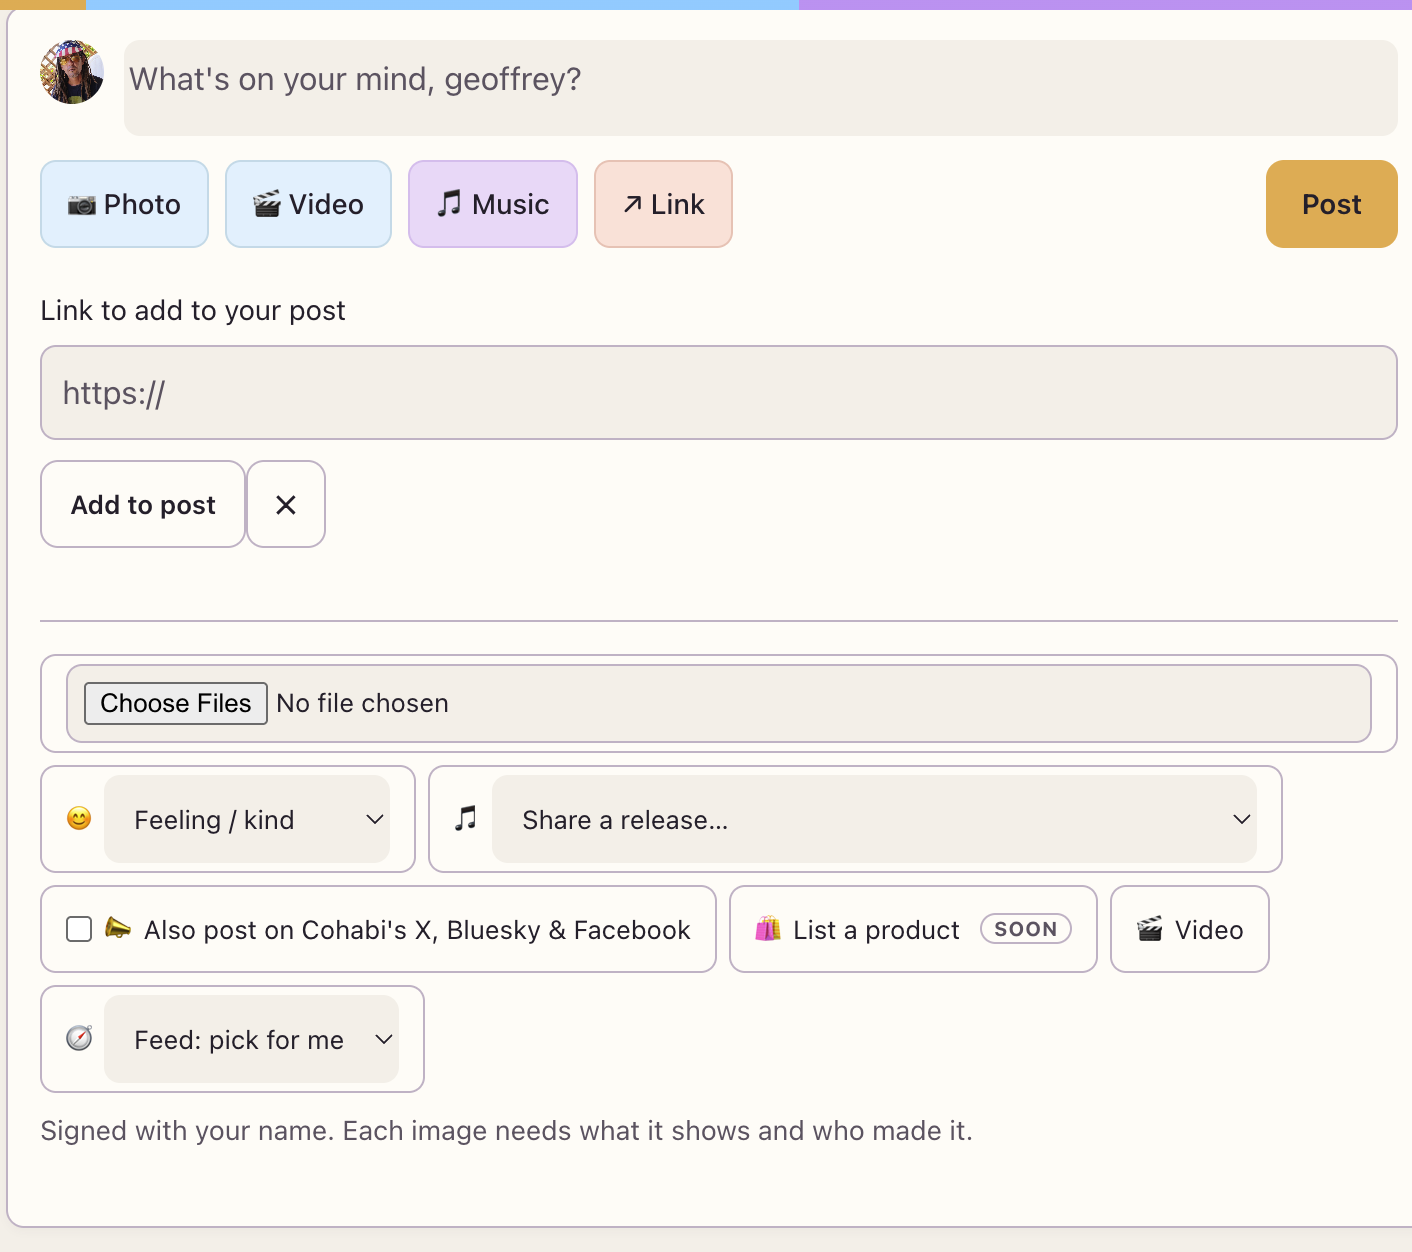 What's on your mind, geoffrey?
Photo Video Music Link Post
Link to add to your post
https://
Add to post
Choose Files No file chosen
Feeling / kind Share a release...
Also post on Cohabi's X, Bluesky & Facebook List a product SOON Video
Feed: pick for me
Signed with your name. Each image needs what it shows and who made it.